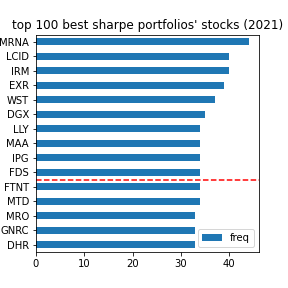 top 100 best sharpe portfolios' stocks (2021)
MRNA
LCID
IRM
EXR
WST
DGX
LLY
MAA
IPG
FDS
FTNT
MTD
MRO
GNRC
DHR
freq
0 10 20 30 40